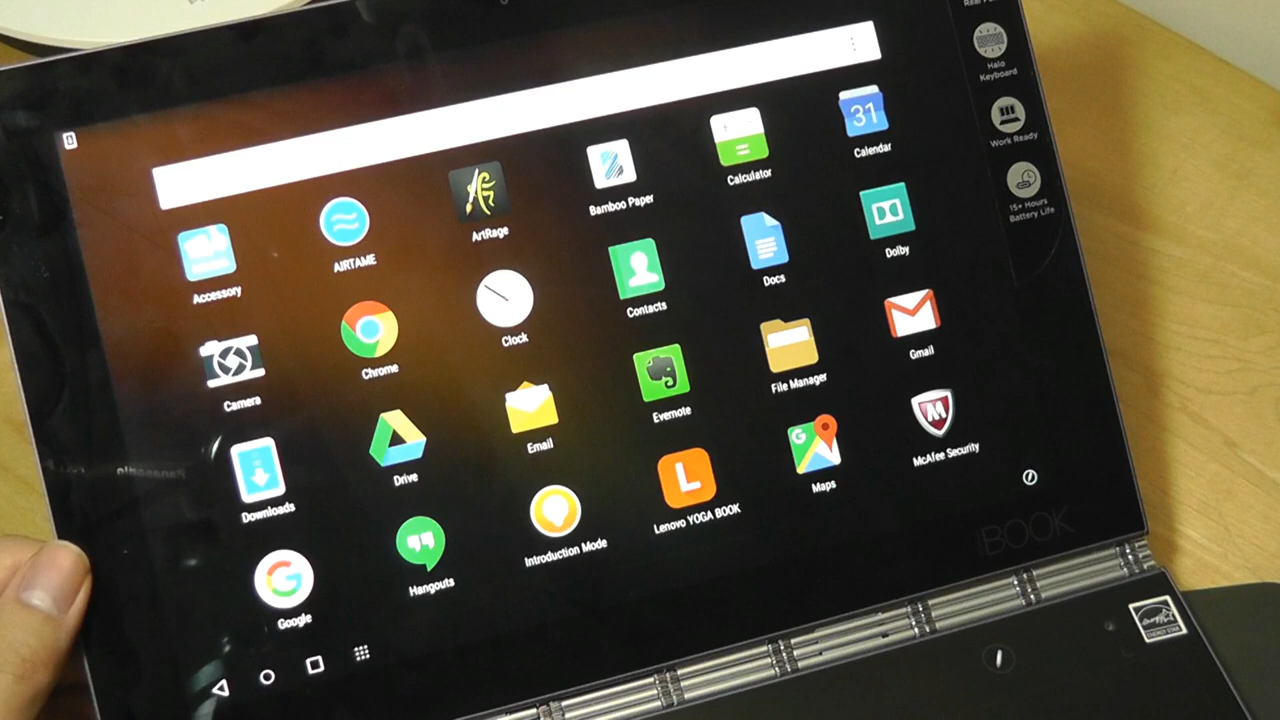 Halo
Keyboard
Work Ready
15+ Hours
Battery Life
31
Accessory
AIRTAME
ArtRage
Bamboo Paper
Calculator
Calendar
Camera
Chrome
Clock
Contacts
Docs
Dolby
Downloads
Drive
Email
Evernote
File Manager
Gmail
Google
Hangouts
Introduction Mode
L
Lenovo YOGA BOOK
G
Maps
M
McAfee Security
BOOK
ENERGY STAR